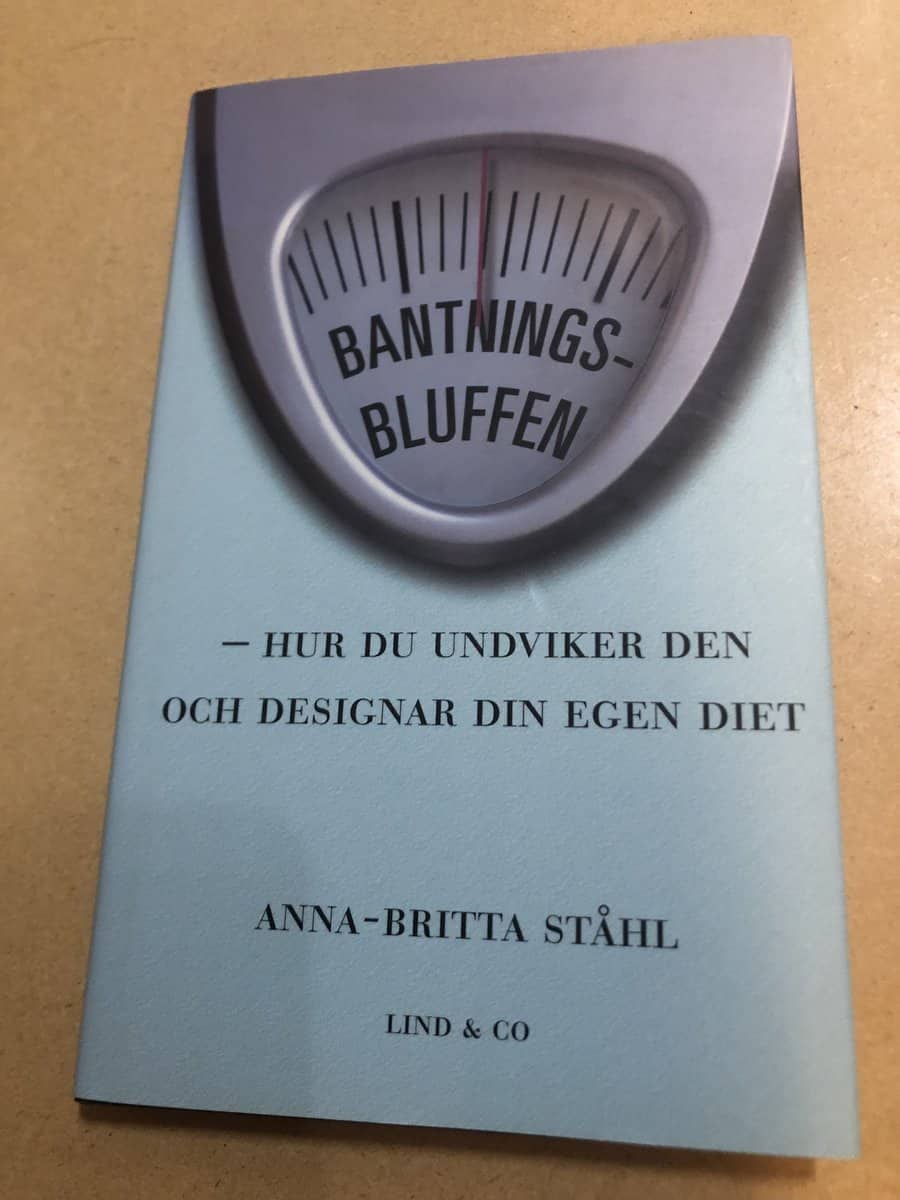 BANTNINGS-
BLUFFEN
– HUR DU UNDVIKER DEN
OCH DESIGNAR DIN EGEN DIET
ANNA-BRITTA STÅHL
LIND & CO